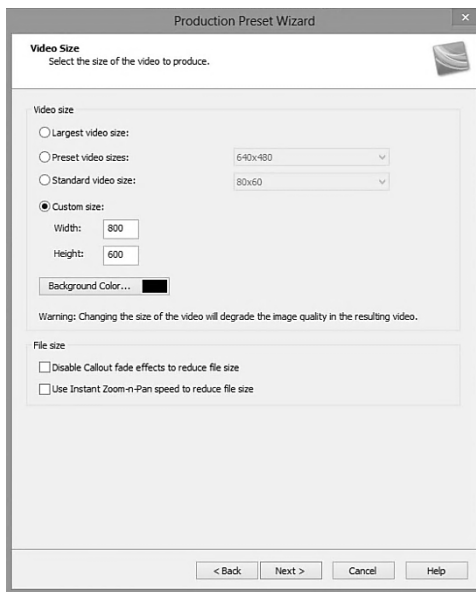 Production Preset Wizard
Video Size
Select the size of the video to produce.
Video size
Largest video size:
Preset video sizes: 640x480
Standard video size: 80x60
Custom size:
Width: 800
Height: 600
Background Color...
Warning: Changing the size of the video will degrade the image quality in the resulting video.
File size
Disable Callout fade effects to reduce file size
Use Instant Zoom-n-Pan speed to reduce file size
< Back Next > Cancel Help